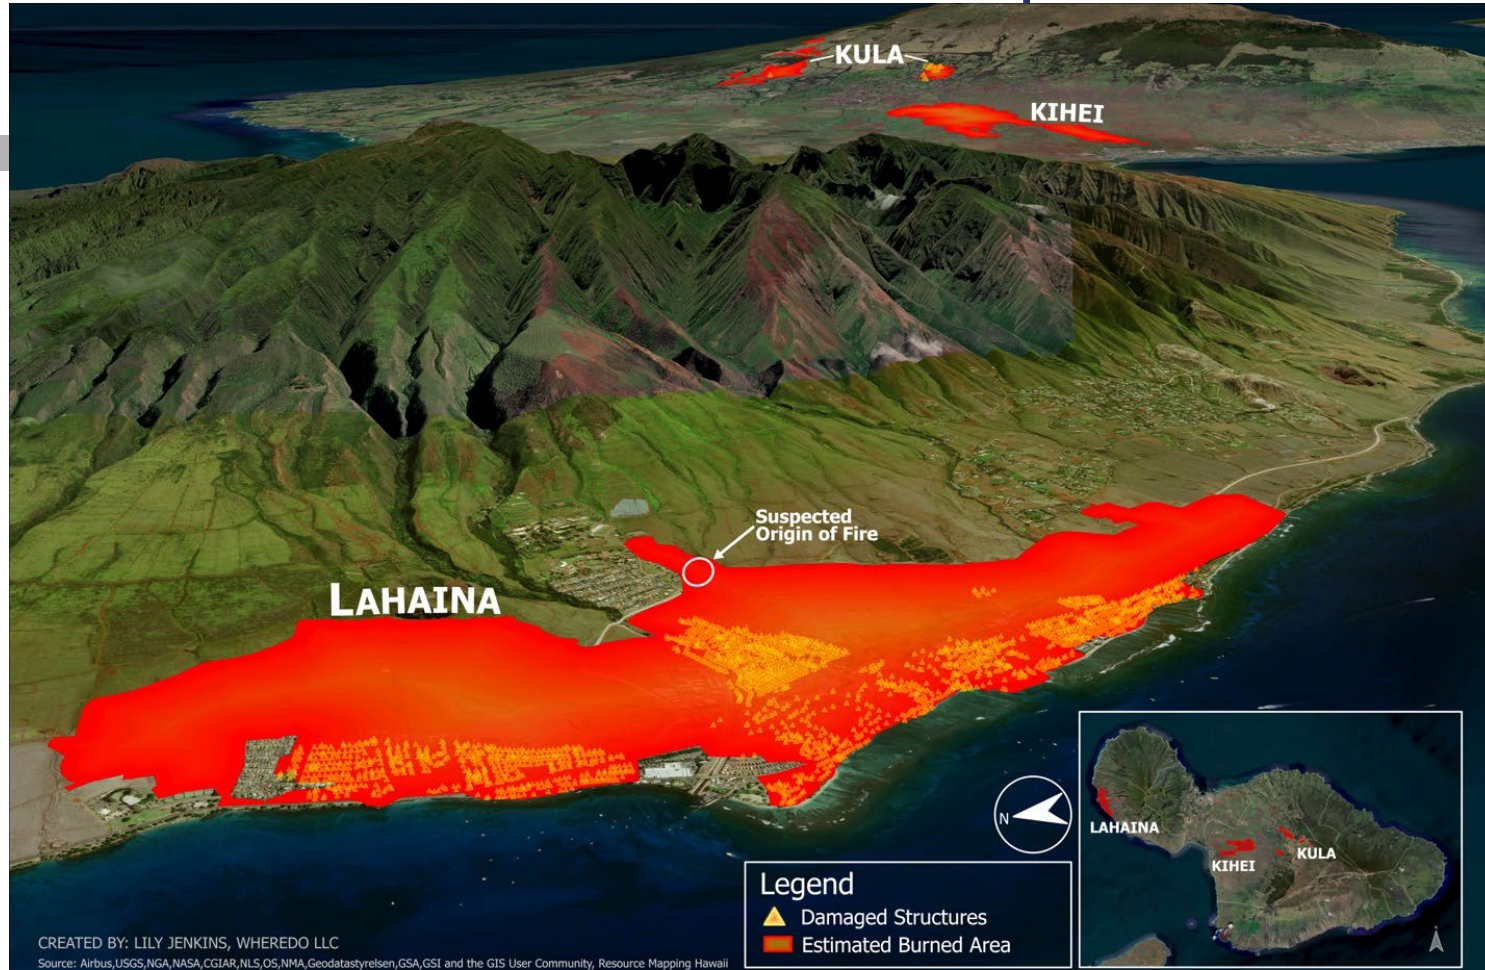 KULA
KIHEI
Suspected
Origin of Fire
LAHAINA
N
LAHAINA
KIHEI
KULA
Legend
Damaged Structures
Estimated Burned Area
CREATED BY: LILY JENKINS, WHEREDO LLC
Source: Airbus,USGS,NGA,NASA,CGIAR,NLS,OS,NMA,Geodatastyrelsen,GSA,GSI and the GIS User Community, Resource Mapping Hawaii